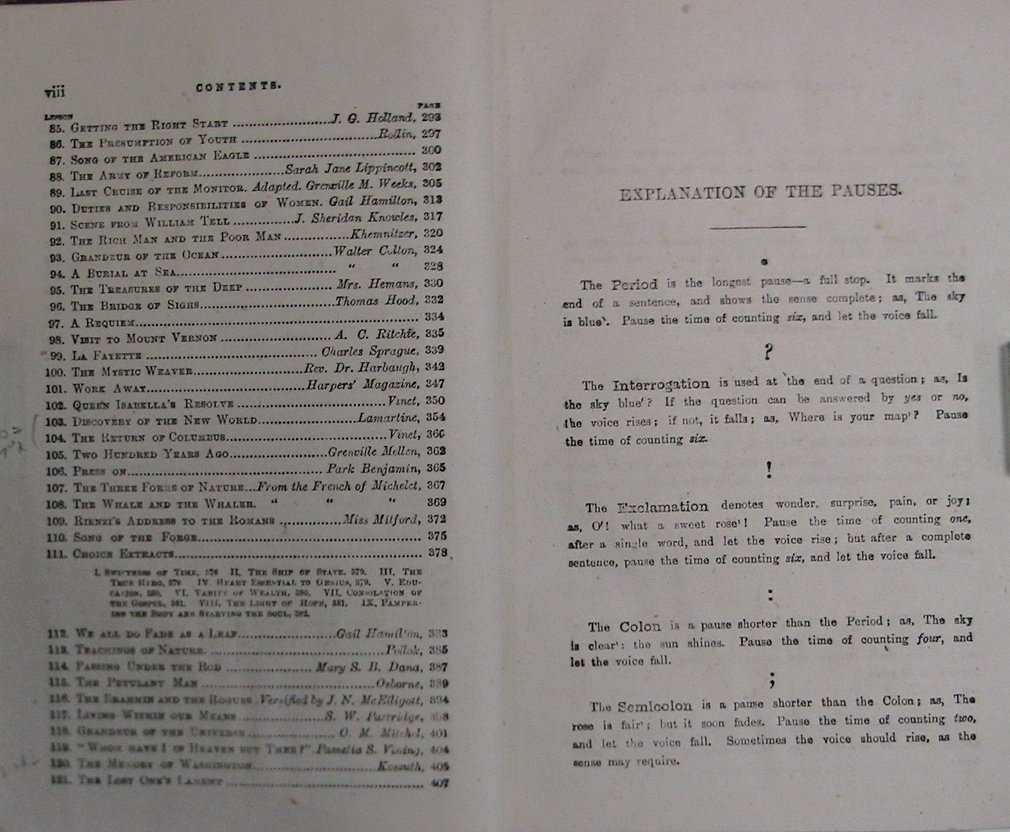 viii CONTENTS.
LESSON PAGE
85. GETTING THE RIGHT START ........................J. G. Holland, 293
86. THE PRESUMPTION OF YOUTH .................................Rollin, 297
87. SONG OF THE AMERICAN EAGLE ....................................... 300
88. THE ARMY OF REFORM.....................Sarah Jane Lippincott, 302
89. LAST CRUISE OF THE MONITOR. Adapted. Grenville M. Weeks, 305
90. DUTIES AND RESPONSIBILITIES OF WOMEN. Gail Hamilton, 313
91. SCENE FROM WILLIAM TELL ...............J. Sheridan Knowles, 317
92. THE RICH MAN AND THE POOR MAN ................Khemnitzer, 320
93. GRANDEUR OF THE OCEAN...........................Walter Colton, 324
94. A BURIAL AT SEA....................................... " " 328
95. THE TREASURES OF THE DEEP ....................... Mrs. Hemans, 330
96. THE BRIDGE OF SIGHS.................................Thomas Hood, 332
97. A REQUIEM................................................................. 334
98. VISIT TO MOUNT VERNON ........................... A. C. Ritchie, 335
99. LA FAYETTE ......................................... Charles Sprague, 339
100. THE MYSTIC WEAVER...........................Rev. Dr. Harbaugh, 342
101. WORK AWAY......................................Harpers' Magazine, 347
102. QUEEN ISABELLA'S RESOLVE ....................................Vinet, 350
103. DISCOVERY OF THE NEW WORLD..........................Lamartine, 354
104. THE RETURN OF COLUMBUS.......................................Vinet, 360
105. TWO HUNDRED YEARS AGO.........................Grenville Mellen, 362
106. PRESS ON............................................. Park Benjamin, 365
107. THE THREE FORMS OF NATURE...From the French of Michelet, 367
108. THE WHALE AND THE WHALER. " " " 369
109. RIENZI'S ADDRESS TO THE ROMANS ...............Miss Mitford, 372
110. SONG OF THE FORGE..................................................... 375
111. CHOICE EXTRACTS......................................................... 378
I. SWIFTNESS OF TIME, 378 II. THE SHIP OF STATE, 379. III. THE
TRUE HERO, 379 IV. HEART ESSENTIAL TO GENIUS, 379. V. EDU-
CATION, 380. VI. VANITY OF WEALTH, 380. VII. CONSOLATION OF
THE GOSPEL, 381. VIII. THE LIGHT OF HOPE, 381. IX. PAMPER-
ING THE BODY AND STARVING THE SOUL, 382.
112. WE ALL DO FADE AS A LEAF.........................Gail Hamilton, 383
113. TEACHINGS OF NATURE. ......................................Pollok, 385
114. PASSING UNDER THE ROD ......................Mary S. B. Dana, 387
115. THE PETULANT MAN .........................................Osborne, 389
116. THE BRAHMIN AND THE ROGUES. Versified by J. N. McElligott, 394
117. LIVING WITHIN OUR MEANS ......................S. W. Partridge, 398
118. GRANDEUR OF THE UNIVERSE .........................O. M. Mitchel, 401
119. "WHOM HAVE I IN HEAVEN BUT THEE?" Pamelia S. Vining, 404
120. THE MEMORY OF WASHINGTON...............................Kossuth, 405
121. THE LOST ONE'S LAMENT ............................................... 407
EXPLANATION OF THE PAUSES.
.
The Period is the longest pause—a full stop. It marks the
end of a sentence, and shows the sense complete; as, The sky
is blue‵. Pause the time of counting six, and let the voice fall.
?
The Interrogation is used at the end of a question; as, Is
the sky blue′? If the question can be answered by yes or no,
the voice rises; if not, it falls; as, Where is your map‵? Pause
the time of counting six.
!
The Exclamation denotes wonder, surprise, pain, or joy;
as, O′! what a sweet rose‵! Pause the time of counting one,
after a single word, and let the voice rise; but after a complete
sentence, pause the time of counting six, and let the voice fall.
:
The Colon is a pause shorter than the Period; as, The sky
is clear‵: the sun shines. Pause the time of counting four, and
let the voice fall.
;
The Semicolon is a pause shorter than the Colon; as, The
rose is fair‵; but it soon fades. Pause the time of counting two,
and let the voice fall. Sometimes the voice should rise, as the
sense may require.